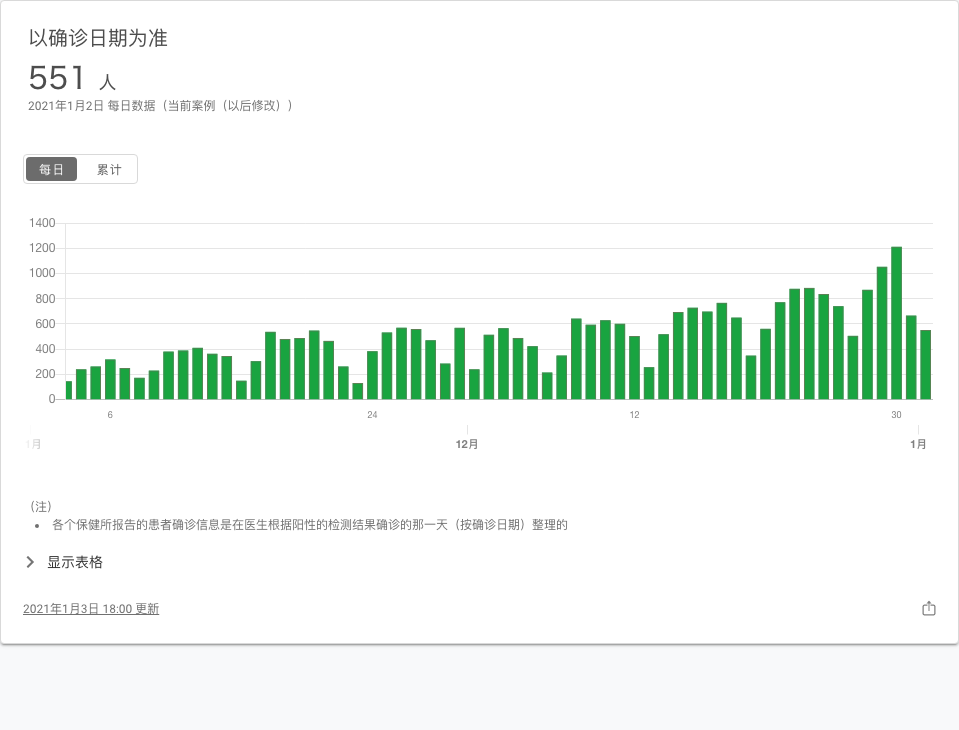 以确诊日期为准
551 人
2021年1月2日 每日数据（当前案例（以后修改））
每日 累计
1400
1200
1000
800
600
400
200
0
6 24 12 30
月 12月 1月
（注）
• 各个保健所报告的患者确诊信息是在医生根据阳性的检测结果确诊的那一天（按确诊日期）整理的
显示表格
2021年1月3日 18:00 更新